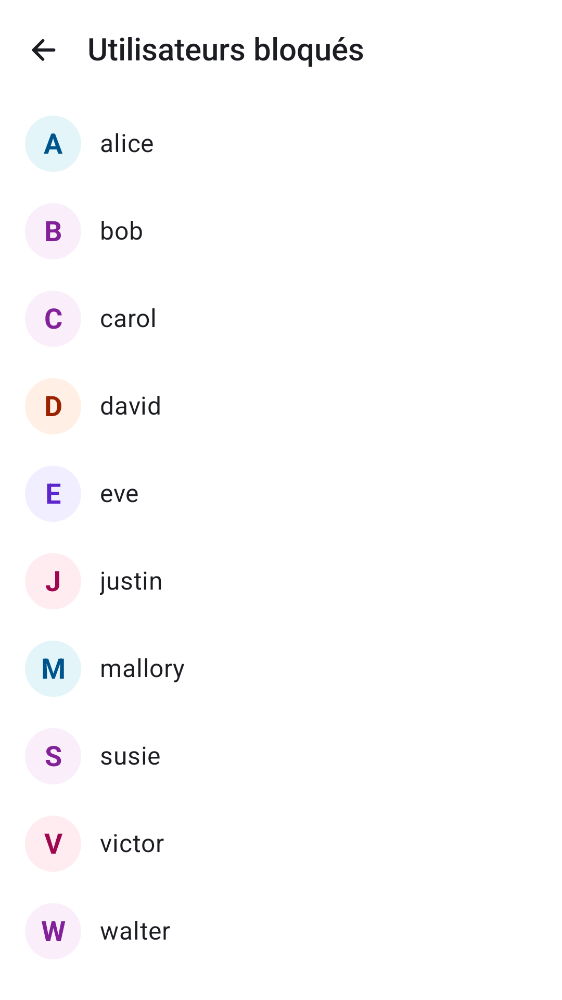 Utilisateurs bloqués
A alice
B bob
C carol
D david
E eve
J justin
M mallory
S susie
V victor
W walter